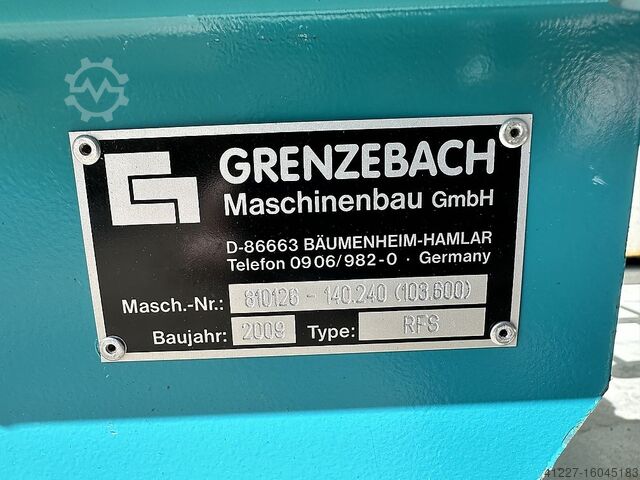 GRENZEBACH
Maschinenbau GmbH
D-86663 BÄUMENHEIM-HAMLAR
Telefon 0906/982-0 · Germany
Masch.-Nr.: 810126 - 140.240 (103.600)
Baujahr: 2009 Type: RFS
41227-16045183